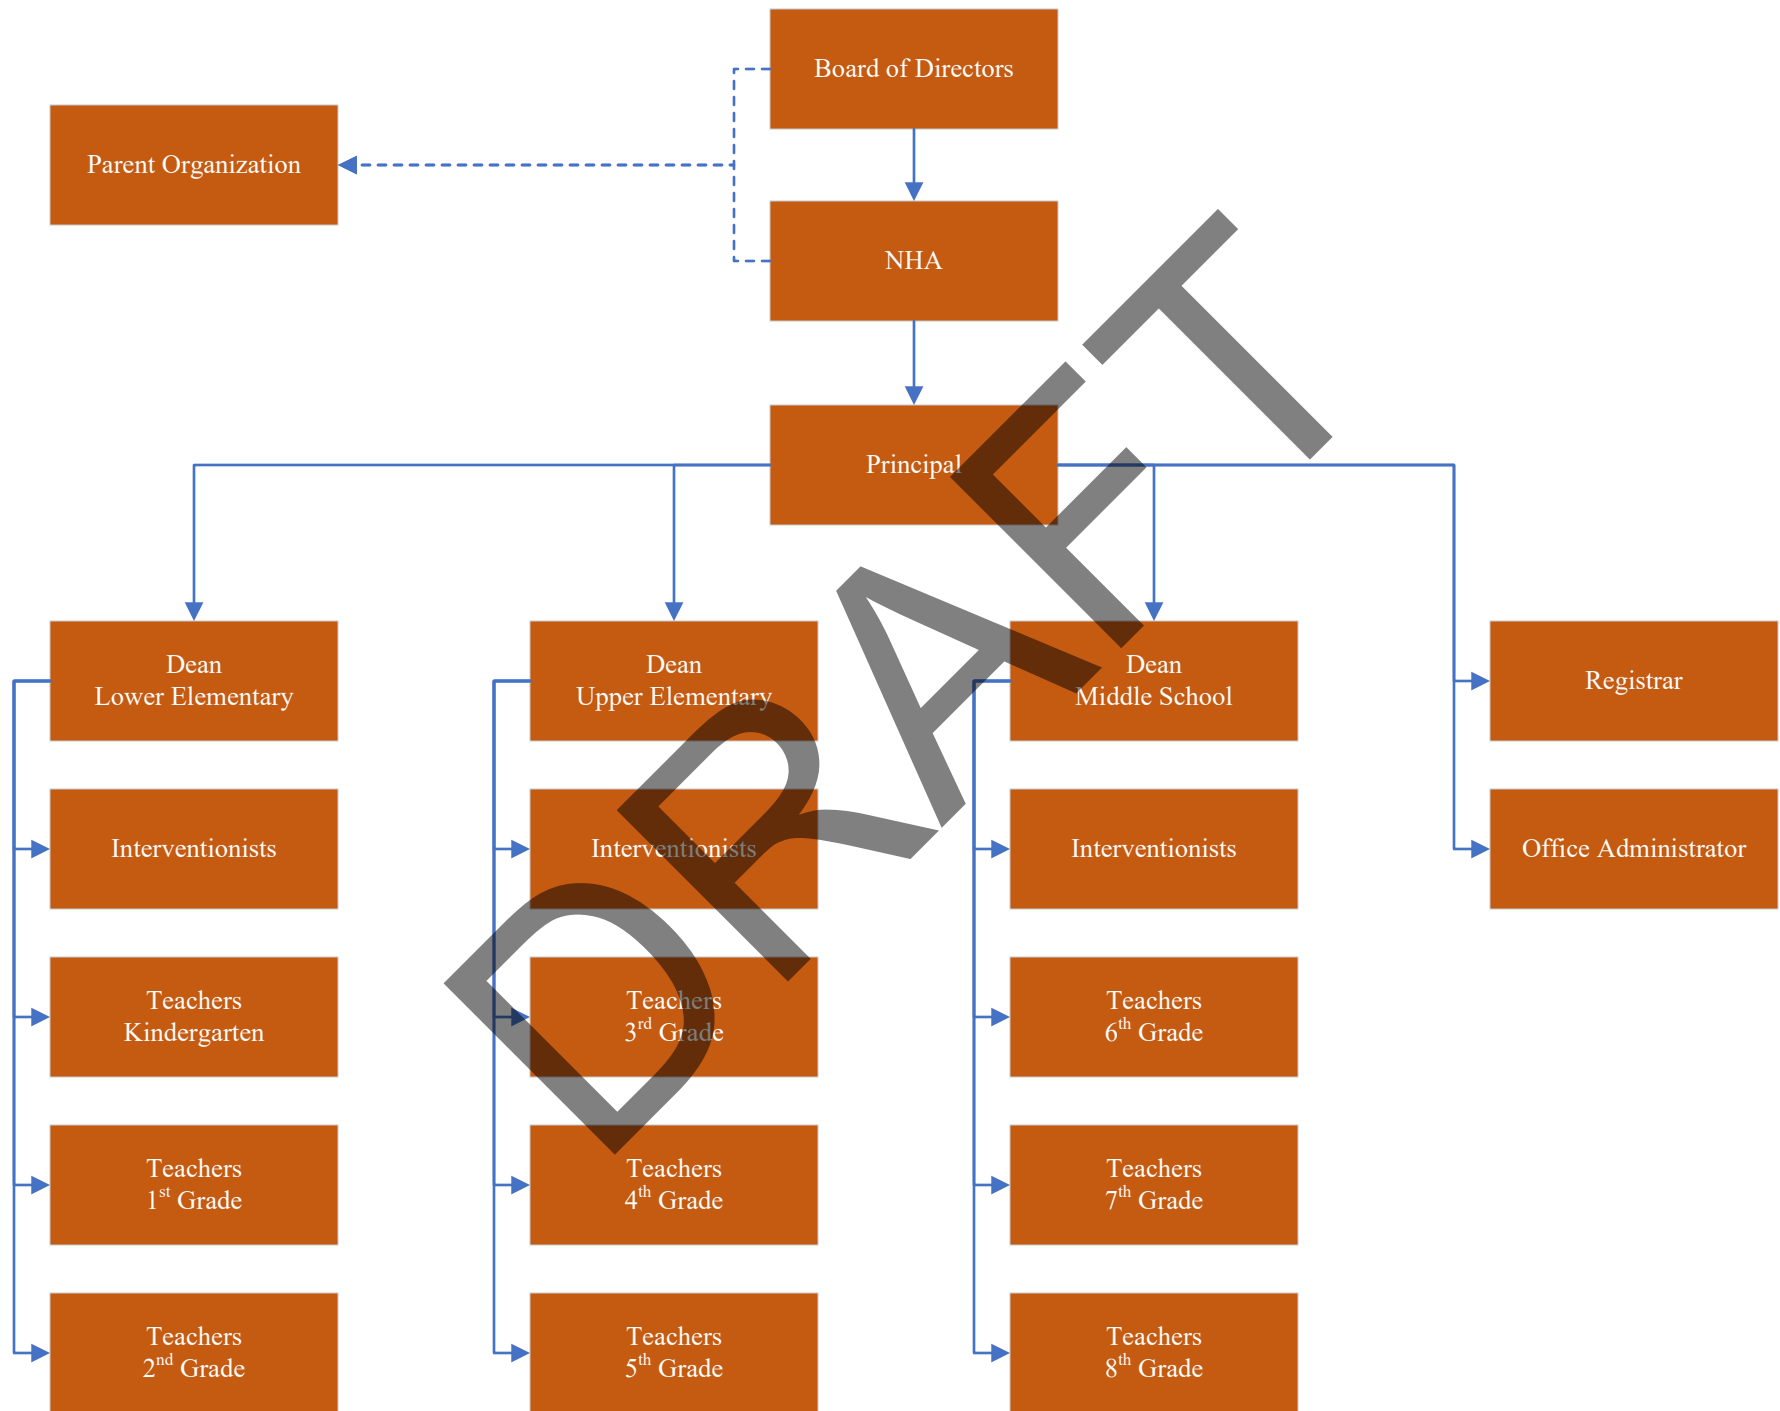 Board of Directors
Parent Organization
NHA
Principal
Dean
Lower Elementary
Dean
Upper Elementary
Dean
Middle School
Registrar
Interventionists
Interventionists
Interventionists
Office Administrator
Teachers
Kindergarten
Teachers
3rd Grade
Teachers
6th Grade
Teachers
1st Grade
Teachers
4th Grade
Teachers
7th Grade
Teachers
2nd Grade
Teachers
5th Grade
Teachers
8th Grade
DRAFT